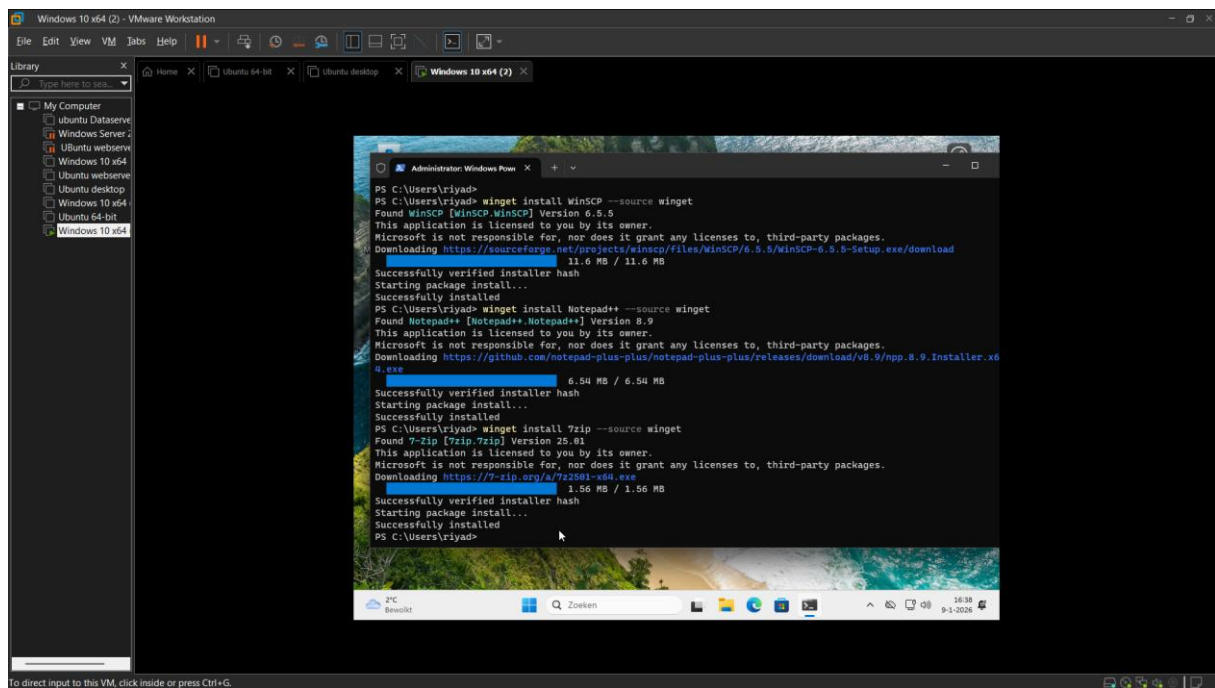 Windows 10 x64 (2) - VMware Workstation
File Edit View VM Tabs Help
Library X
Type here to sea...
Home X Ubuntu 64-bit X Ubuntu desktop X Windows 10 x64 (2) X
My Computer
ubuntu Dataserve
Windows Server 2
UBuntu webserve
Windows 10 x64
Ubuntu webserve
Ubuntu desktop
Windows 10 x64
Ubuntu 64-bit
Windows 10 x64
Administrator: Windows Powe X + v
PS C:\Users\riyad>
PS C:\Users\riyad> winget install WinSCP --source winget
Found WinSCP [WinSCP.WinSCP] Version 6.5.5
This application is licensed to you by its owner.
Microsoft is not responsible for, nor does it grant any licenses to, third-party packages.
Downloading https://sourceforge.net/projects/winscp/files/WinSCP/6.5.5/WinSCP-6.5.5-Setup.exe/download
11.6 MB / 11.6 MB
Successfully verified installer hash
Starting package install...
Successfully installed
PS C:\Users\riyad> winget install Notepad++ --source winget
Found Notepad++ [Notepad++.Notepad++] Version 8.9
This application is licensed to you by its owner.
Microsoft is not responsible for, nor does it grant any licenses to, third-party packages.
Downloading https://github.com/notepad-plus-plus/notepad-plus-plus/releases/download/v8.9/npp.8.9.Installer.x6
4.exe
6.54 MB / 6.54 MB
Successfully verified installer hash
Starting package install...
Successfully installed
PS C:\Users\riyad> winget install 7zip --source winget
Found 7-Zip [7zip.7zip] Version 25.01
This application is licensed to you by its owner.
Microsoft is not responsible for, nor does it grant any licenses to, third-party packages.
Downloading https://7-zip.org/a/7z2501-x64.exe
1.56 MB / 1.56 MB
Successfully verified installer hash
Starting package install...
Successfully installed
PS C:\Users\riyad>
2°C
Bewolkt
Zoeken
16:38
9-1-2026
To direct input to this VM, click inside or press Ctrl+G.